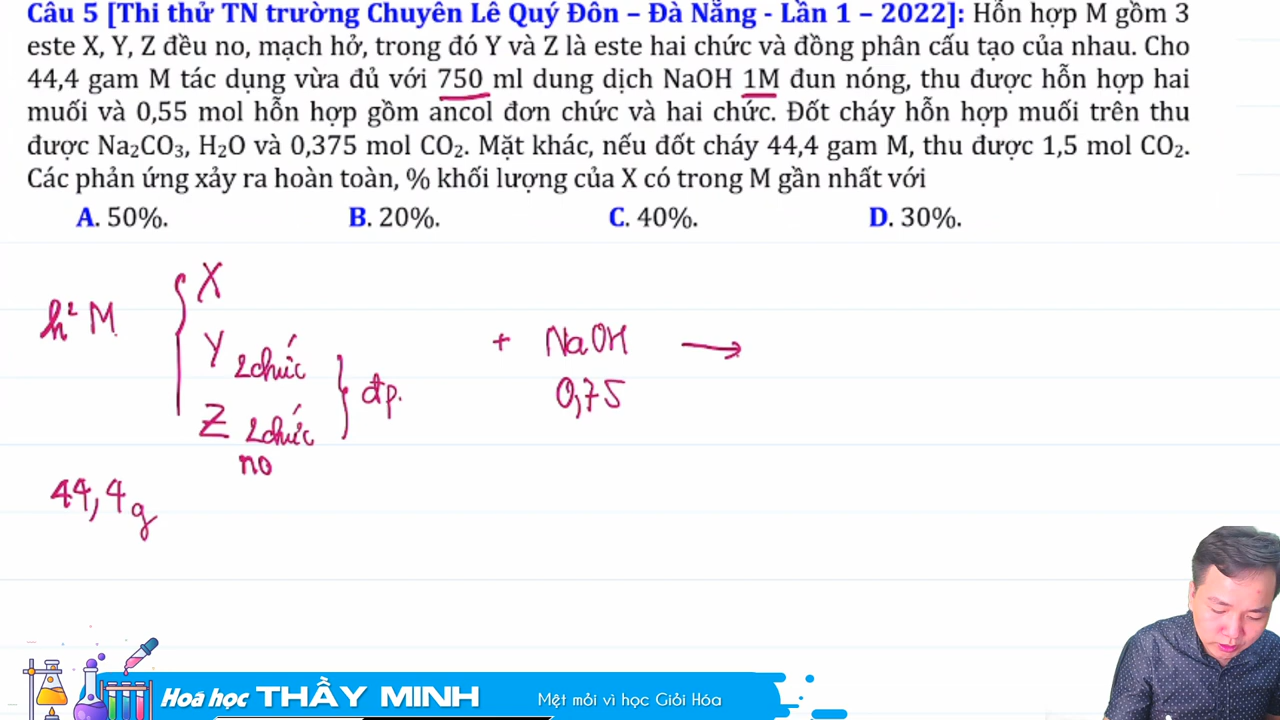 Câu 5 [Thi thử TN trường Chuyên Lê Quý Đôn – Đà Nẵng - Lần 1 – 2022]: Hỗn hợp M gồm 3
este X, Y, Z đều no, mạch hở, trong đó Y và Z là este hai chức và đồng phân cấu tạo của nhau. Cho
44,4 gam M tác dụng vừa đủ với 750 ml dung dịch NaOH 1M đun nóng, thu được hỗn hợp hai
muối và 0,55 mol hỗn hợp gồm ancol đơn chức và hai chức. Đốt cháy hỗn hợp muối trên thu
được Na₂CO₃, H₂O và 0,375 mol CO₂. Mặt khác, nếu đốt cháy 44,4 gam M, thu được 1,5 mol CO₂.
Các phản ứng xảy ra hoàn toàn, % khối lượng của X có trong M gần nhất với
A. 50%. B. 20%. C. 40%. D. 30%.
h² M
X
Y 2chức
Z 2chức
no
đp.
+ NaOH →
0,75
44,4g
Hoá học THẦY MINH
Mệt mỏi vì học Giỏi Hóa